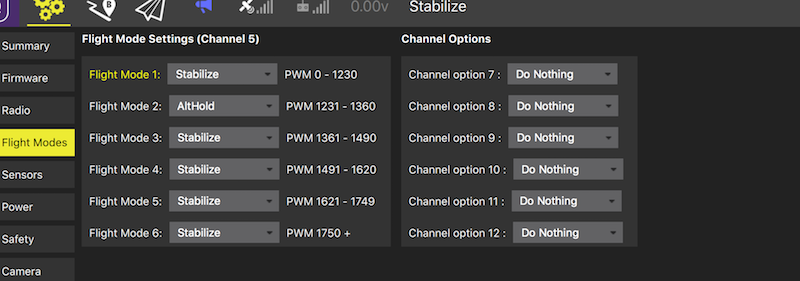 0.00v Stabilize
Summary
Firmware
Radio
Flight Modes
Sensors
Power
Safety
Camera
Flight Mode Settings (Channel 5)
Flight Mode 1: Stabilize PWM 0 - 1230
Flight Mode 2: AltHold PWM 1231 - 1360
Flight Mode 3: Stabilize PWM 1361 - 1490
Flight Mode 4: Stabilize PWM 1491 - 1620
Flight Mode 5: Stabilize PWM 1621 - 1749
Flight Mode 6: Stabilize PWM 1750 +
Channel Options
Channel option 7 : Do Nothing
Channel option 8 : Do Nothing
Channel option 9 : Do Nothing
Channel option 10 : Do Nothing
Channel option 11 : Do Nothing
Channel option 12 : Do Nothing